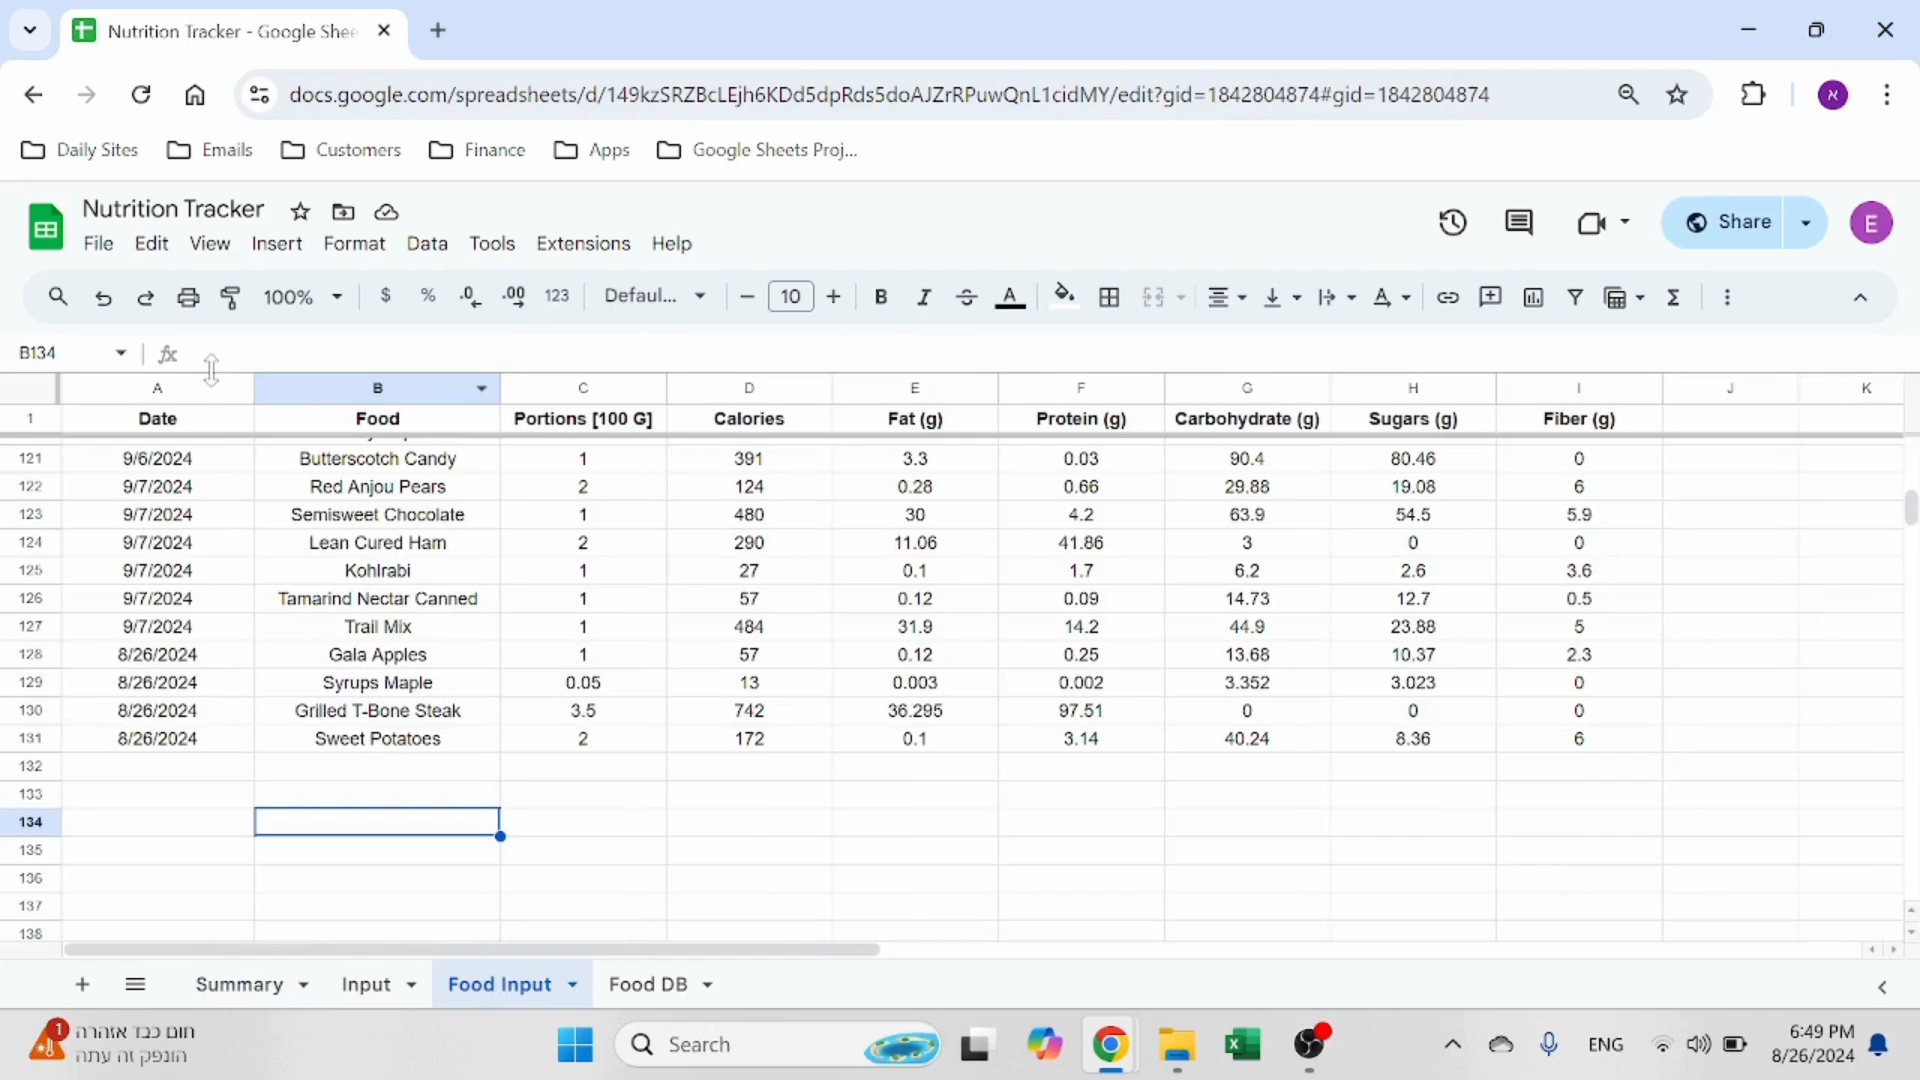 Nutrition Tracker - Google Shee
docs.google.com/spreadsheets/d/149kzSRZBcLEjh6KDd5dpRds5doAJZrRPuwQnL1cidMY/edit?gid=1842804874#gid=1842804874
א
Daily Sites Emails Customers Finance Apps Google Sheets Proj...
Nutrition Tracker
File Edit View Insert Format Data Tools Extensions Help
Share
E
100% $ % .0 .00 123 Defaul... 10 B I A
B134 fx
A B C D E F G H I J K
1 Date Food Portions [100 G] Calories Fat (g) Protein (g) Carbohydrate (g) Sugars (g) Fiber (g)
121 9/6/2024 Butterscotch Candy 1 391 3.3 0.03 90.4 80.46 0
122 9/7/2024 Red Anjou Pears 2 124 0.28 0.66 29.88 19.08 6
123 9/7/2024 Semisweet Chocolate 1 480 30 4.2 63.9 54.5 5.9
124 9/7/2024 Lean Cured Ham 2 290 11.06 41.86 3 0 0
125 9/7/2024 Kohlrabi 1 27 0.1 1.7 6.2 2.6 3.6
126 9/7/2024 Tamarind Nectar Canned 1 57 0.12 0.09 14.73 12.7 0.5
127 9/7/2024 Trail Mix 1 484 31.9 14.2 44.9 23.88 5
128 8/26/2024 Gala Apples 1 57 0.12 0.25 13.68 10.37 2.3
129 8/26/2024 Syrups Maple 0.05 13 0.003 0.002 3.352 3.023 0
130 8/26/2024 Grilled T-Bone Steak 3.5 742 36.295 97.51 0 0 0
131 8/26/2024 Sweet Potatoes 2 172 0.1 3.14 40.24 8.36 6
132
133
134
135
136
137
138
Summary Input Food Input Food DB
1 חום כבד אזהרה
הונפק זה עתה
Search
ENG
6:49 PM
8/26/2024